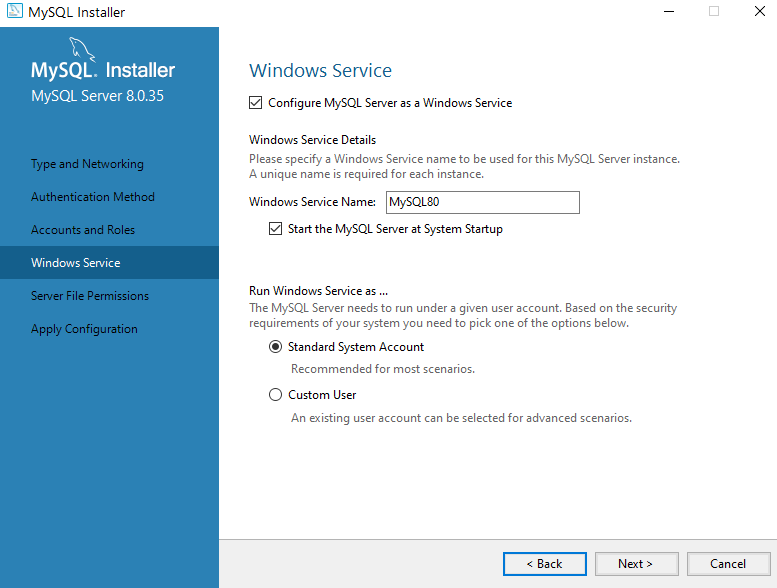 MySQL Installer
MySQL. Installer
MySQL Server 8.0.35
Type and Networking
Authentication Method
Accounts and Roles
Windows Service
Server File Permissions
Apply Configuration
Windows Service
Configure MySQL Server as a Windows Service
Windows Service Details
Please specify a Windows Service name to be used for this MySQL Server instance.
A unique name is required for each instance.
Windows Service Name: MySQL80
Start the MySQL Server at System Startup
Run Windows Service as ...
The MySQL Server needs to run under a given user account. Based on the security
requirements of your system you need to pick one of the options below.
Standard System Account
Recommended for most scenarios.
Custom User
An existing user account can be selected for advanced scenarios.
< Back Next > Cancel